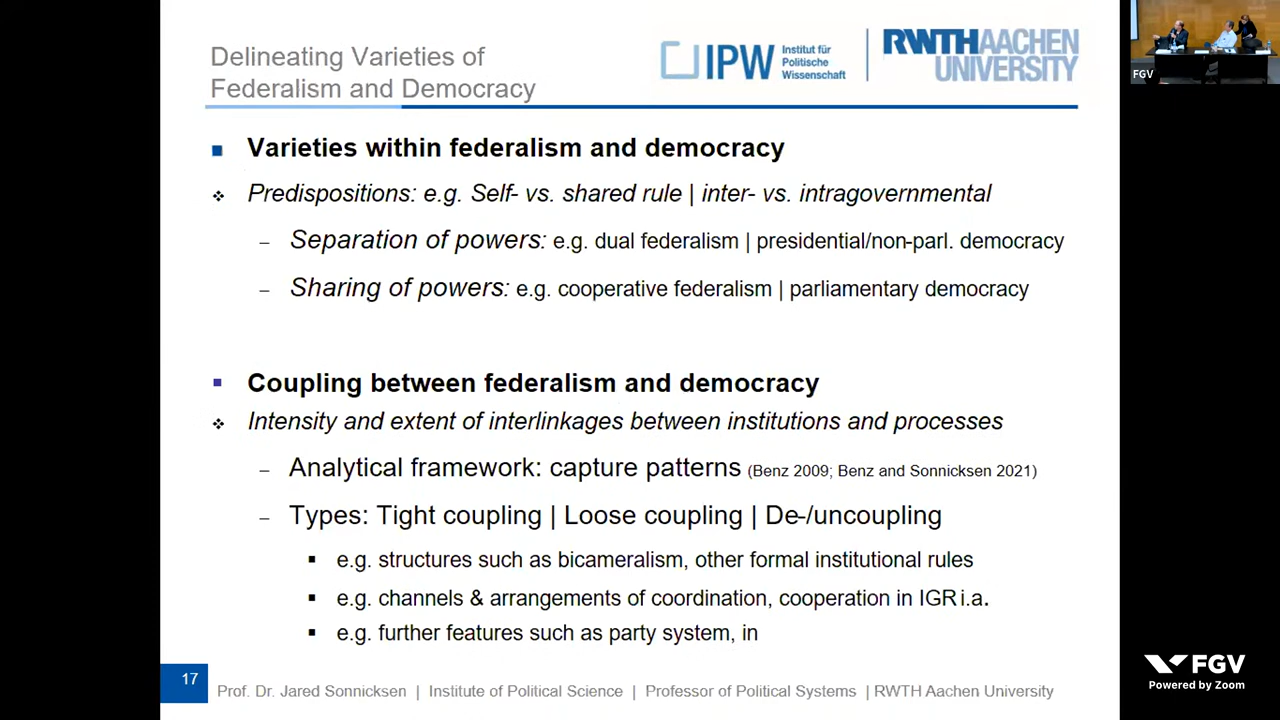 Delineating Varieties of
Federalism and Democracy
IPW
Institut für
Politische
Wissenschaft
RWTHAACHEN
UNIVERSITY
FGV
Varieties within federalism and democracy
Predispositions: e.g. Self- vs. shared rule | inter- vs. intragovernmental
– Separation of powers: e.g. dual federalism | presidential/non-parl. democracy
– Sharing of powers: e.g. cooperative federalism | parliamentary democracy
Coupling between federalism and democracy
Intensity and extent of interlinkages between institutions and processes
– Analytical framework: capture patterns (Benz 2009; Benz and Sonnicksen 2021)
– Types: Tight coupling | Loose coupling | De-/uncoupling
e.g. structures such as bicameralism, other formal institutional rules
e.g. channels & arrangements of coordination, cooperation in IGR i.a.
e.g. further features such as party system, in
17
Prof. Dr. Jared Sonnicksen | Institute of Political Science | Professor of Political Systems | RWTH Aachen University
FGV
Powered by Zoom